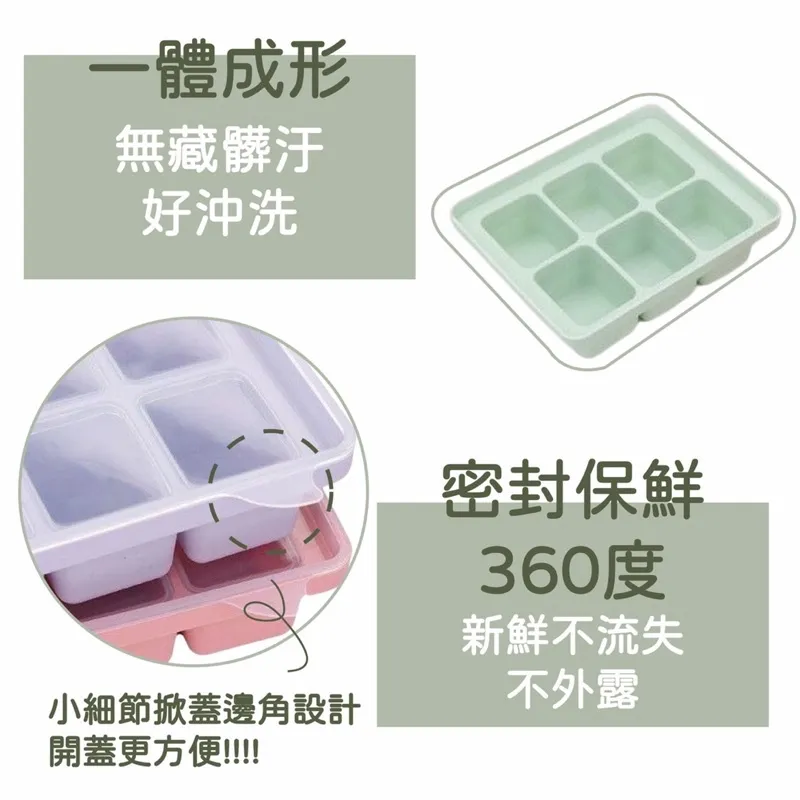 一體成形
無藏髒汙
好沖洗
密封保鮮
360度
新鮮不流失
不外露
小細節掀蓋邊角設計
開蓋更方便!!!!